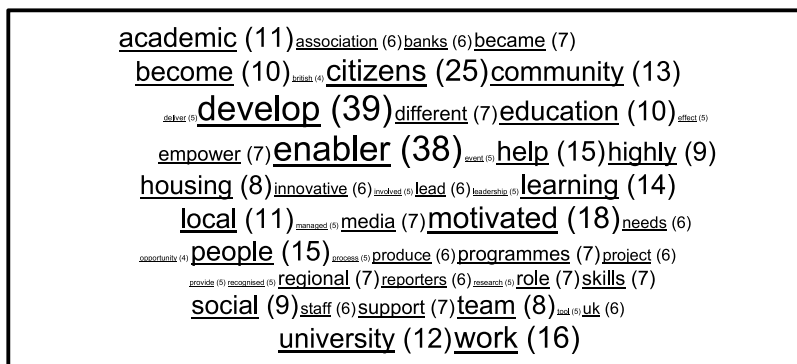 academic (11) association (6) banks (6) became (7)
become (10) british (4) citizens (25) community (13)
deliver (5) develop (39) different (7) education (10) effect (5)
empower (7) enabler (38) event (5) help (15) highly (9)
housing (8) innovative (6) involved (5) lead (6) leadership (5) learning (14)
local (11) managed (5) media (7) motivated (18) needs (6)
opportunity (4) people (15) process (5) produce (6) programmes (7) project (6)
provide (5) recognised (5) regional (7) reporters (6) research (5) role (7) skills (7)
social (9) staff (6) support (7) team (8) tool (5) uk (6)
university (12) work (16)